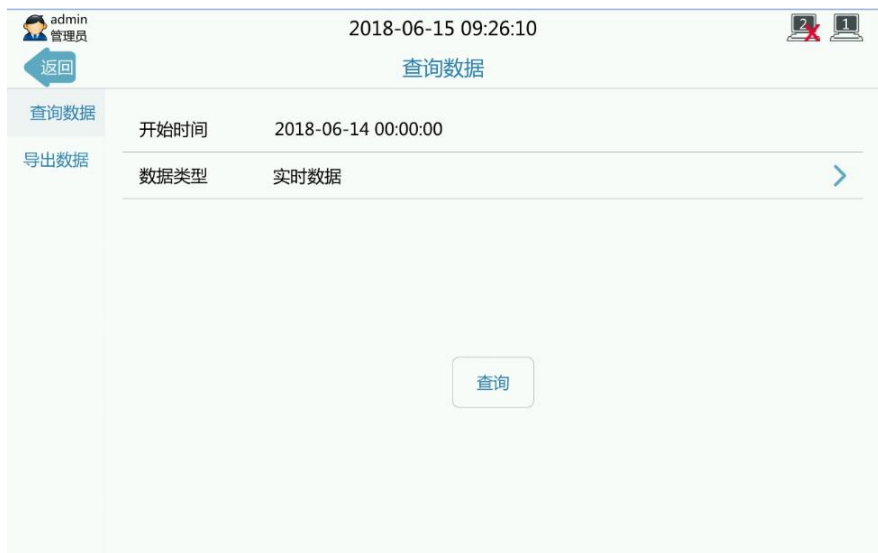 admin
管理员
2018-06-15 09:26:10
2
1
返回
查询数据
查询数据
导出数据
开始时间 2018-06-14 00:00:00
数据类型 实时数据
查询